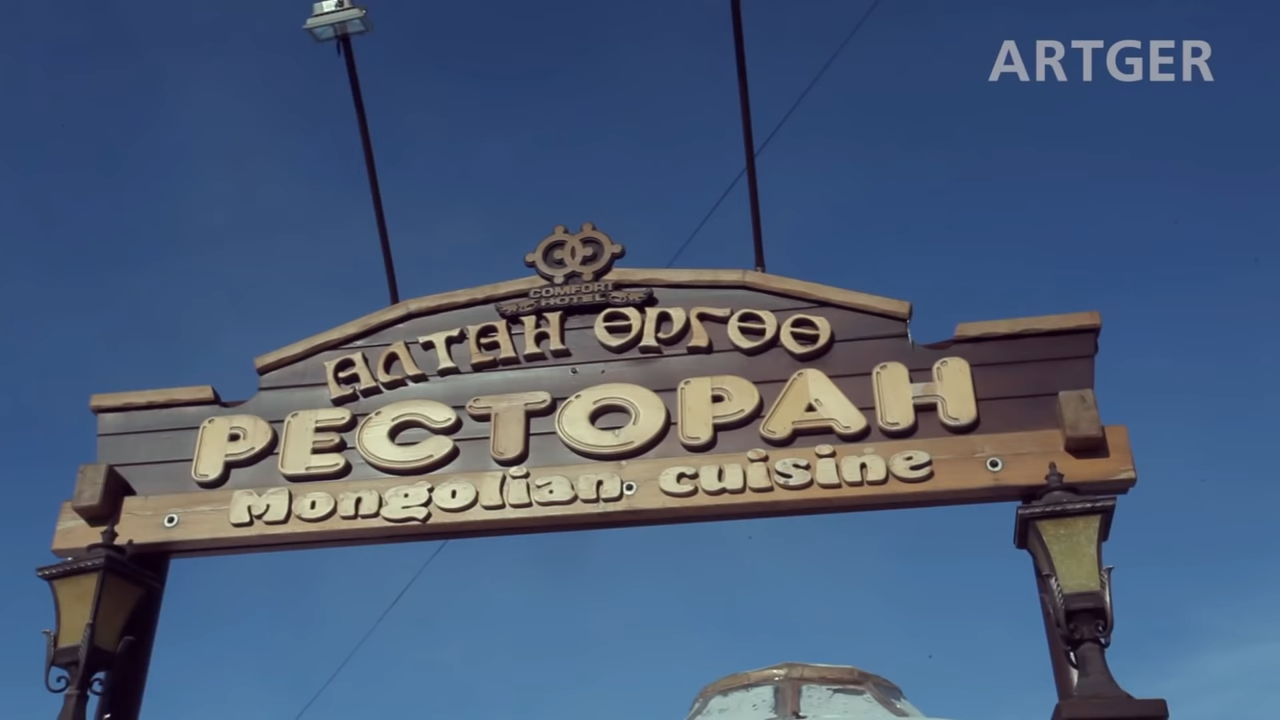 ARTGER
COMFORT
HOTEL
АЛТАН ӨРГӨӨ
РЕСТОРАН
Mongolian cuisine